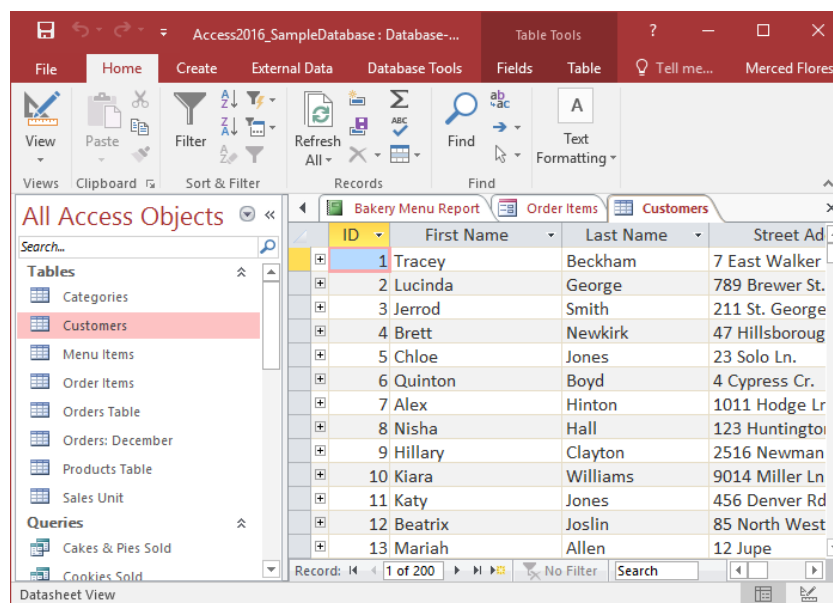 Access2016_SampleDatabase : Database-... Table Tools ?
File Home Create External Data Database Tools Fields Table Tell me... Merced Flores
View Paste Filter Refresh All Find Text Formatting
ABC
ab
ac
A
Views Clipboard Sort & Filter Records Find
All Access Objects
Bakery Menu Report Order Items Customers
Search...
ID First Name Last Name Street Ad
Tables
Categories
Customers
Menu Items
Order Items
Orders Table
Orders: December
Products Table
Sales Unit
Queries
Cakes & Pies Sold
Cookies Sold
1 Tracey Beckham 7 East Walker
2 Lucinda George 789 Brewer St.
3 Jerrod Smith 211 St. George
4 Brett Newkirk 47 Hillsboroug
5 Chloe Jones 23 Solo Ln.
6 Quinton Boyd 4 Cypress Cr.
7 Alex Hinton 1011 Hodge Ln
8 Nisha Hall 123 Huntingto
9 Hillary Clayton 2516 Newman
10 Kiara Williams 9014 Miller Ln
11 Katy Jones 456 Denver Rd
12 Beatrix Joslin 85 North West
13 Mariah Allen 12 Jupe
Record: 1 of 200 No Filter Search
Datasheet View